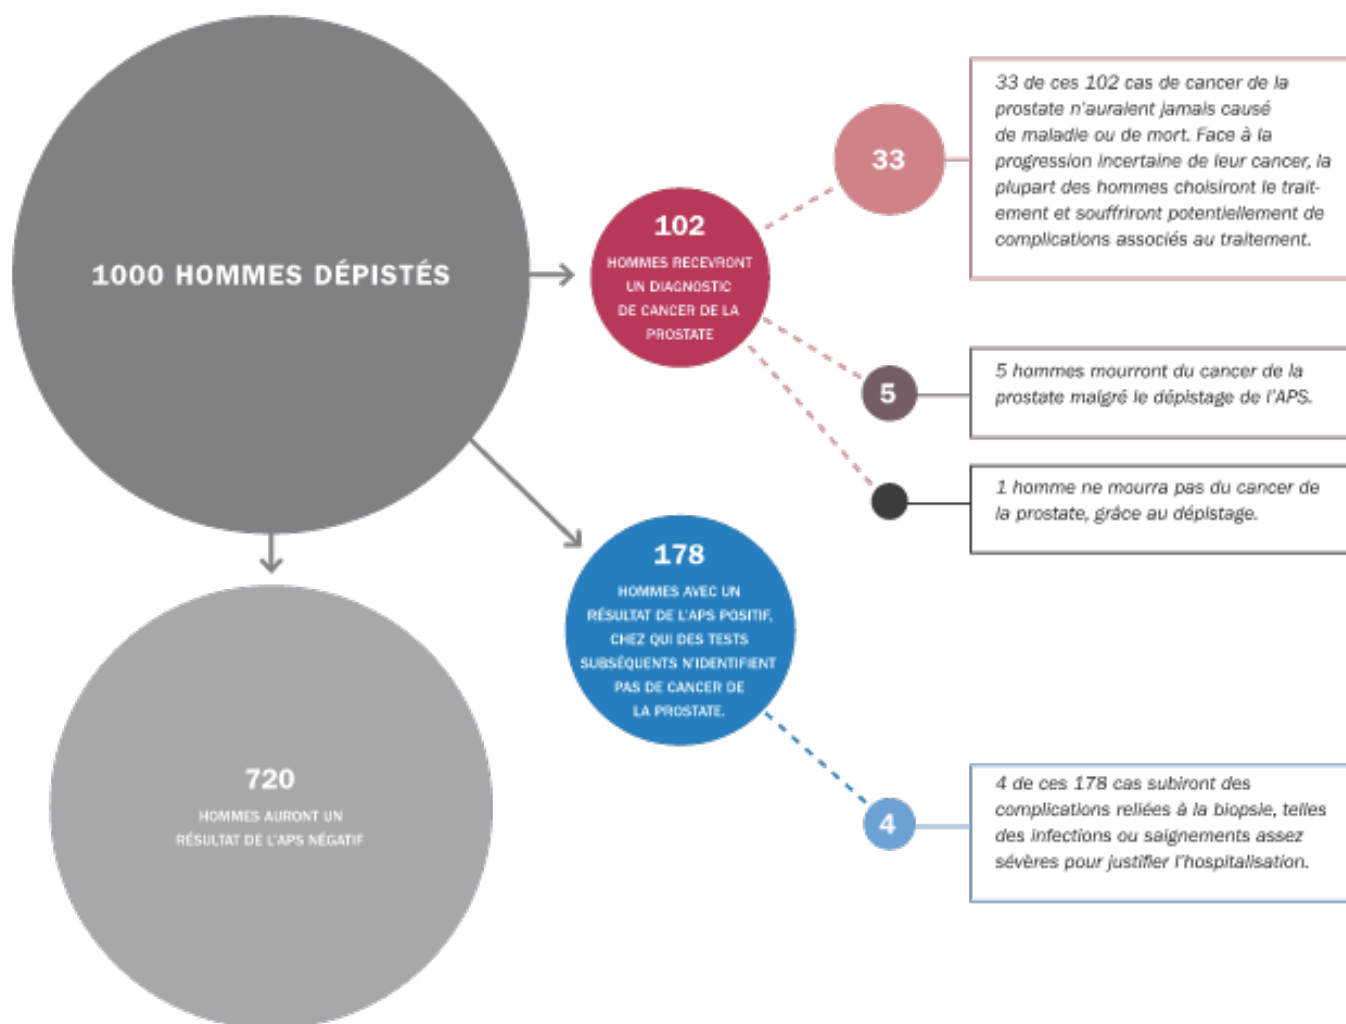 1000 HOMMES DÉPISTÉS
102
HOMMES RECEVRONT
UN DIAGNOSTIC
DE CANCER DE LA
PROSTATE
33
33 de ces 102 cas de cancer de la
prostate n'auraient jamais causé
de maladie ou de mort. Face à la
progression incertaine de leur cancer, la
plupart des hommes choisiront le trait-
ement et souffriront potentiellement de
complications associés au traitement.
5
5 hommes mourront du cancer de la
prostate malgré le dépistage de l'APS.
1 homme ne mourra pas du cancer de
la prostate, grâce au dépistage.
178
HOMMES AVEC UN
RÉSULTAT DE L'APS POSITIF,
CHEZ QUI DES TESTS
SUBSÉQUENTS N'IDENTIFIENT
PAS DE CANCER DE
LA PROSTATE.
4
4 de ces 178 cas subiront des
complications reliées à la biopsie, telles
des infections ou saignements assez
sévères pour justifier l'hospitalisation.
720
HOMMES AURONT UN
RÉSULTAT DE L'APS NÉGATIF